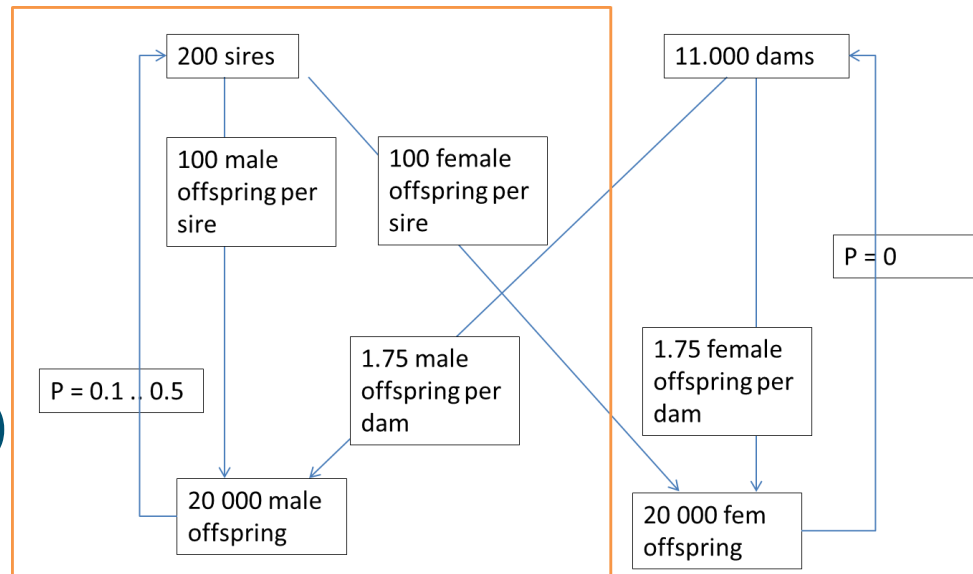 200 sires
11.000 dams
100 male
offspring per
sire
100 female
offspring per
sire
P = 0
1.75 male
offspring per
dam
1.75 female
offspring per
dam
P = 0.1 .. 0.5
20 000 male
offspring
20 000 fem
offspring